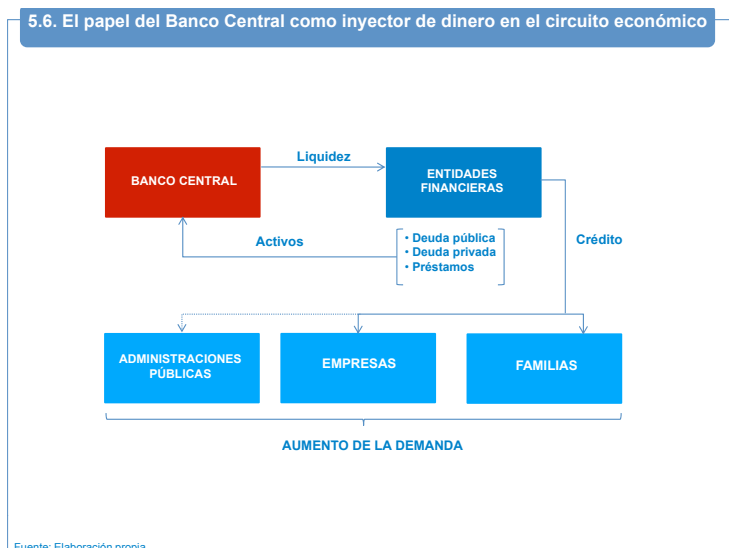 5.6. El papel del Banco Central como inyector de dinero en el circuito económico
Liquidez
BANCO CENTRAL
ENTIDADES
FINANCIERAS
Activos
• Deuda pública
• Deuda privada
• Préstamos
Crédito
ADMINISTRACIONES
PÚBLICAS
EMPRESAS
FAMILIAS
AUMENTO DE LA DEMANDA
Fuente: Elaboración propia